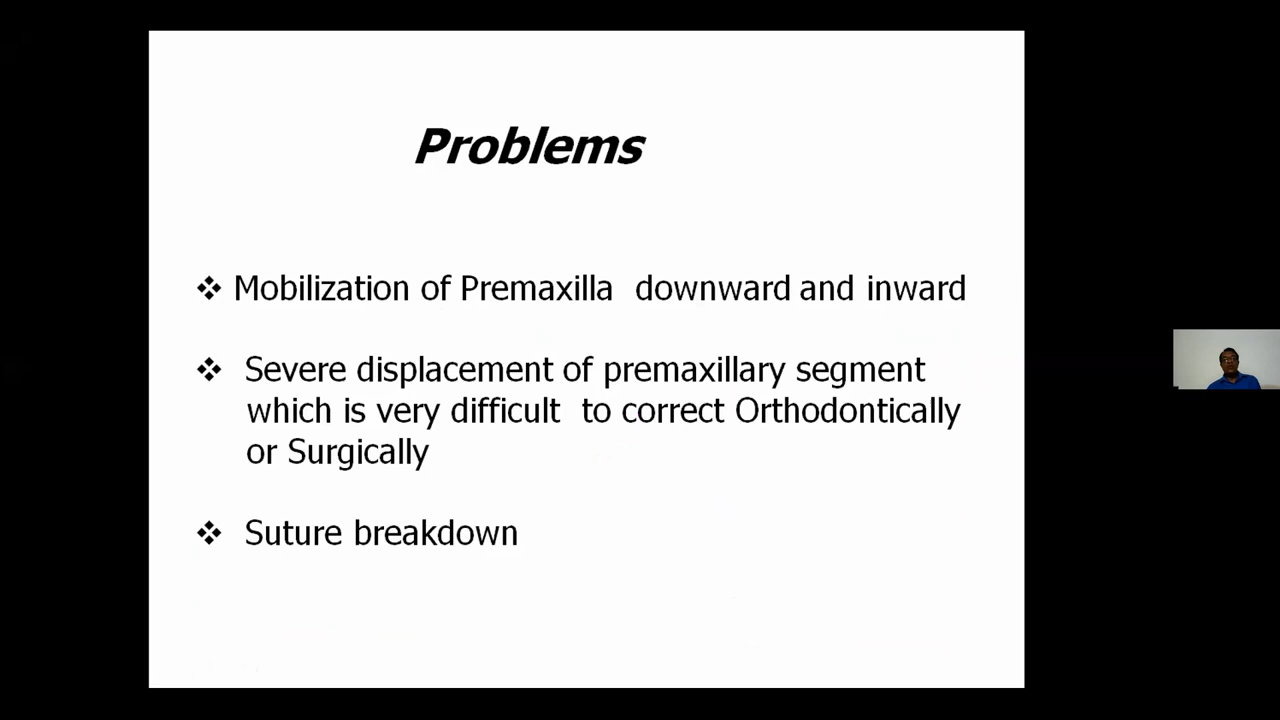 Problems
❖ Mobilization of Premaxilla downward and inward
❖ Severe displacement of premaxillary segment
which is very difficult to correct Orthodontically
or Surgically
❖ Suture breakdown